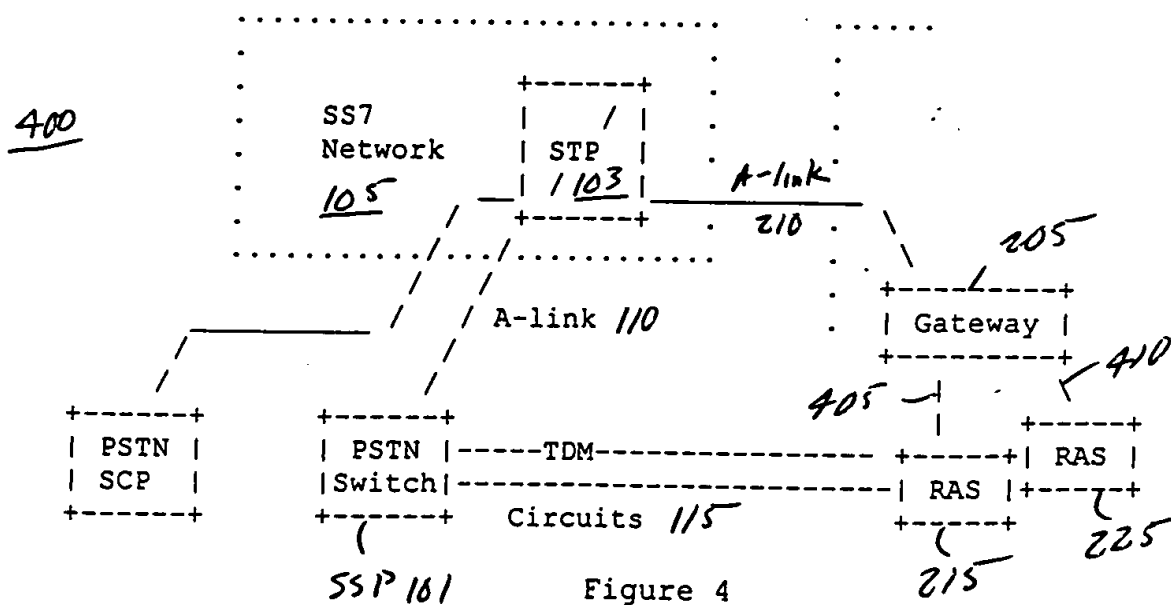 400
SS7
Network
105
STP
103
A-link
210
205
A-link 110
Gateway
405
410
PSTN
SCP
PSTN
Switch
TDM
RAS
RAS
Circuits 115
SSP 101
215
225
Figure 4